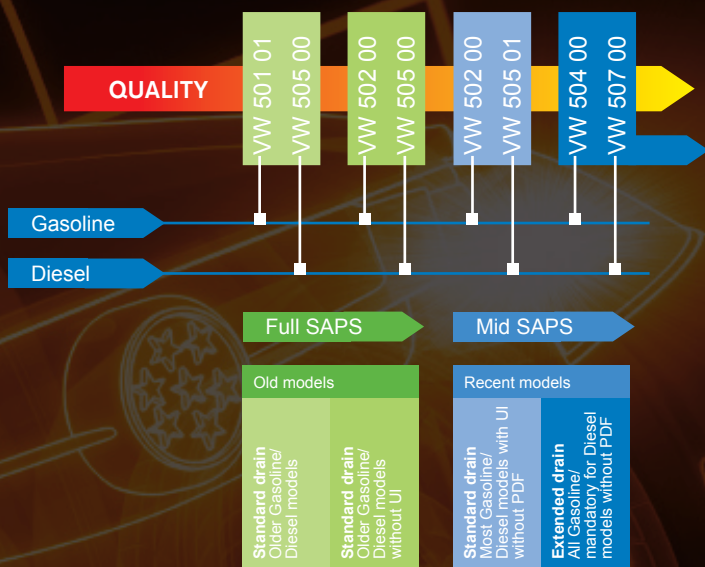 QUALITY
VW 501 01
VW 505 00
VW 502 00
VW 505 00
VW 502 00
VW 505 01
VW 504 00
VW 507 00
Gasoline
Diesel
Full SAPS
Mid SAPS
Old models
Recent models
Standard drain
Older Gasoline/
Diesel models
Standard drain
Older Gasoline/
Diesel models
without UI
Standard drain
Most Gasoline/
Diesel models with UI
without PDF
Extended drain
All Gasoline/
mandatory for Diesel
models without PDF